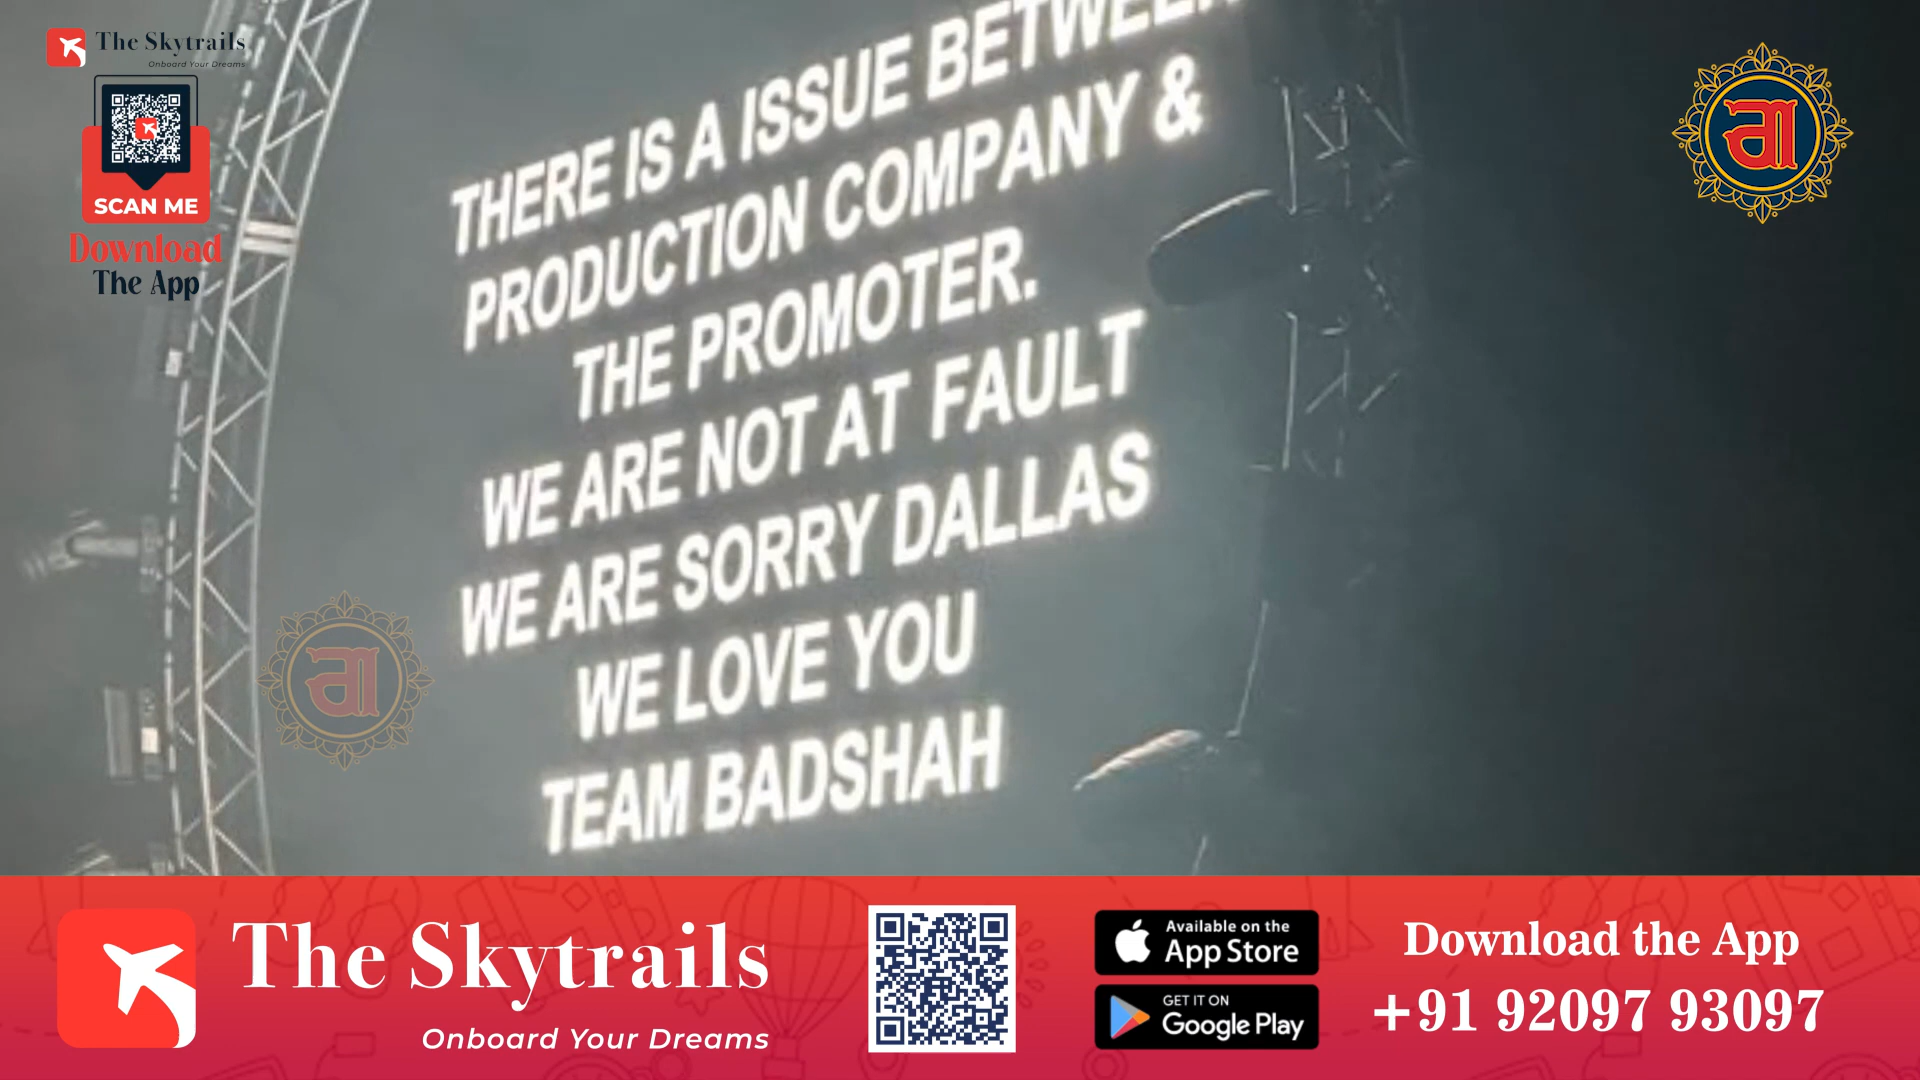 The Skytrails
Onboard Your Dreams
SCAN ME
Download
The App
THERE IS A ISSUE BETWEEN
PRODUCTION COMPANY &
THE PROMOTER.
WE ARE NOT AT FAULT
WE ARE SORRY DALLAS
WE LOVE YOU
TEAM BADSHAH
The Skytrails
Onboard Your Dreams
Available on the
App Store
GET IT ON
Google Play
Download the App
+91 92097 93097